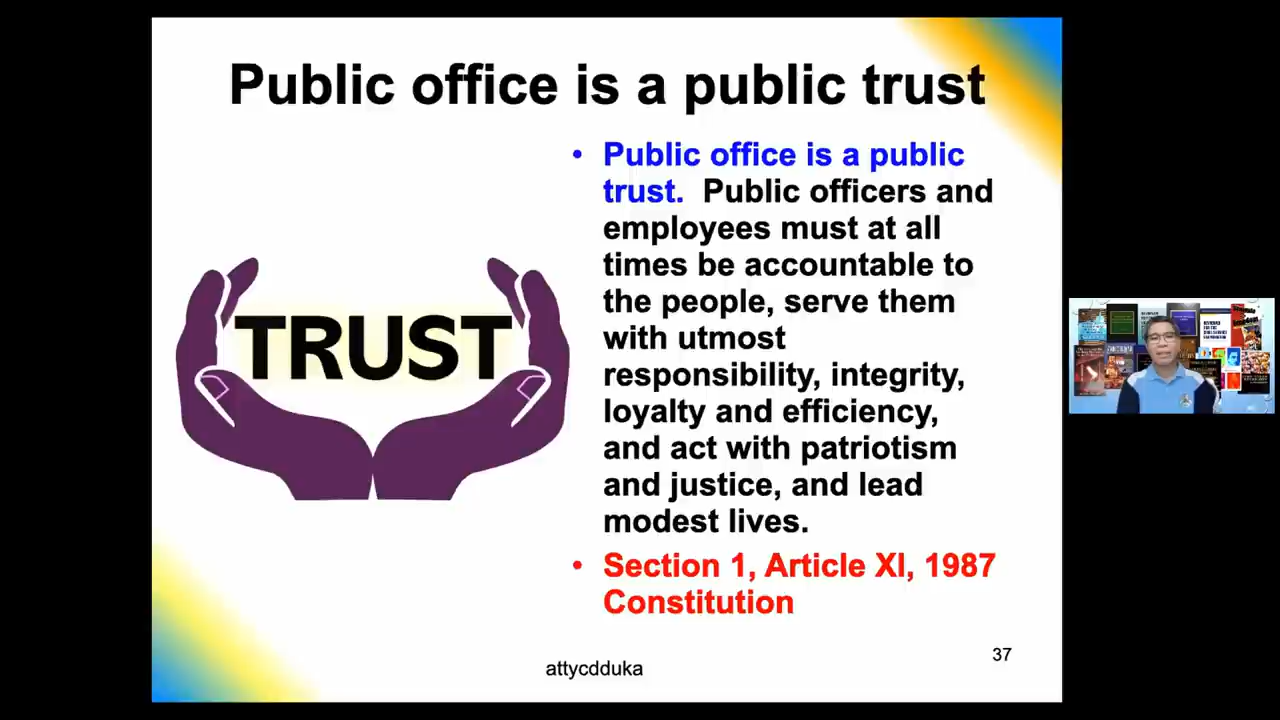 Public office is a public trust
• Public office is a public
trust. Public officers and
employees must at all
times be accountable to
the people, serve them
with utmost
responsibility, integrity,
loyalty and efficiency,
and act with patriotism
and justice, and lead
modest lives.
• Section 1, Article XI, 1987
Constitution
TRUST
37
attycdduka